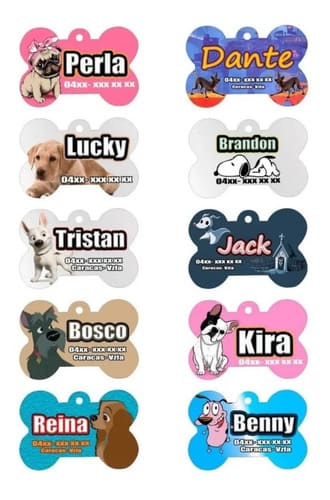 Perla
04xx- xxx xx xx
Dante
04xx- xxx xx xx
Caracas- Vzla
Lucky
04xx- xxx xx xx
Brandon
04xx- xxx xx xx
Tristan
04xx- xxx xx xx
Caracas- Vzla
Jack
04xx- xxx xx xx
Caracas- Vzla
Bosco
04xx- xxx xx xx
Caracas- Vzla
Kira
04xx- xxx xx xx
Reina
04xx- xxx xx xx
Caracas- Vzla
Benny
04xx- xxx xx xx
Caracas- Vzla